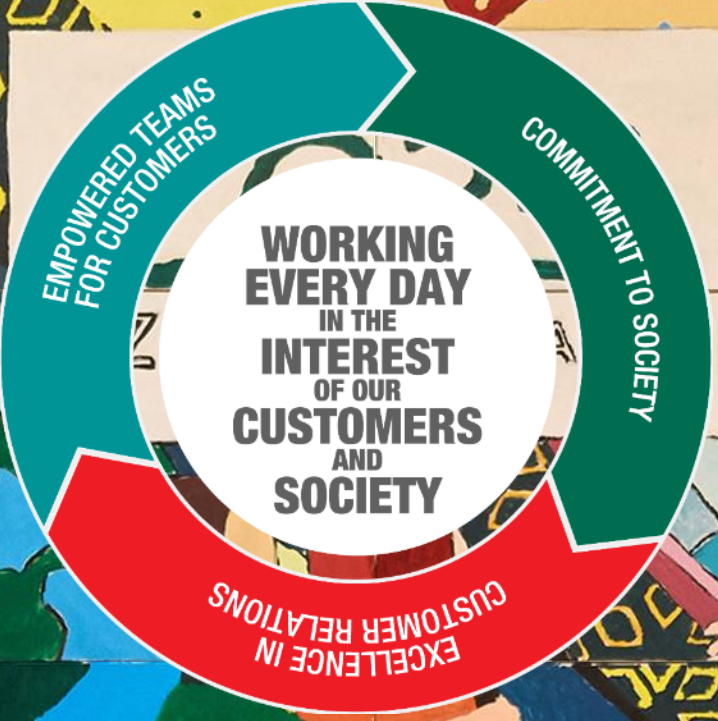 EMPOWERED TEAMS
FOR CUSTOMERS
COMMITMENT TO SOCIETY
EXCELLENCE IN
CUSTOMER RELATIONS
WORKING
EVERY DAY
IN THE
INTEREST
OF OUR
CUSTOMERS
AND
SOCIETY